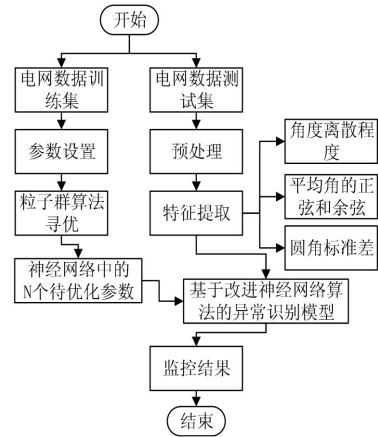 开始
电网数据训
练集
电网数据测
试集
参数设置
预处理
角度离散程
度
粒子群算法
寻优
特征提取
平均角的正
弦和余弦
圆角标准差
神经网络中的
N个待优化参数
基于改进神经网络算
法的异常识别模型
监控结果
结束